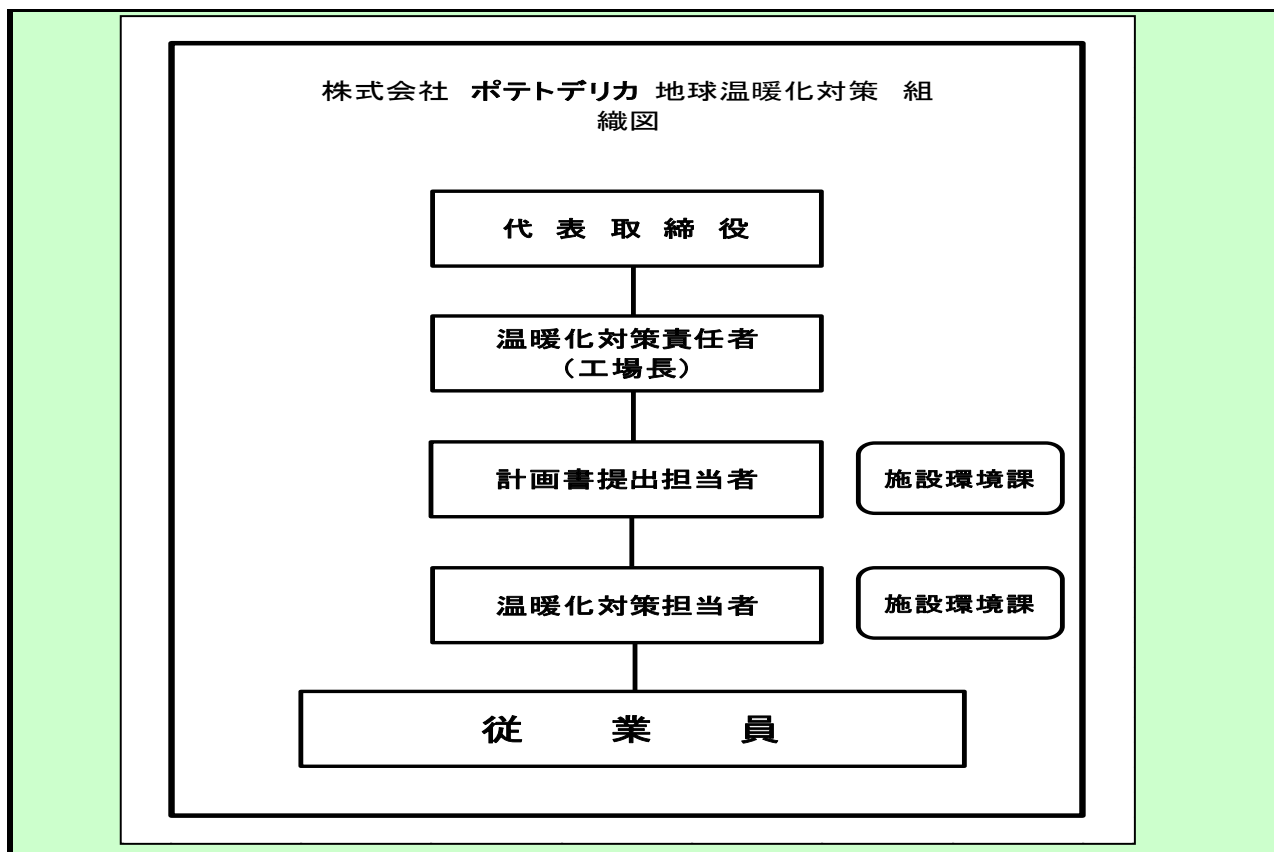 株式会社 ポテトデリカ 地球温暖化対策 組
織図
代 表 取 締 役
温暖化対策責任者
（工場長）
計画書提出担当者
施設環境課
温暖化対策担当者
施設環境課
従 業 員